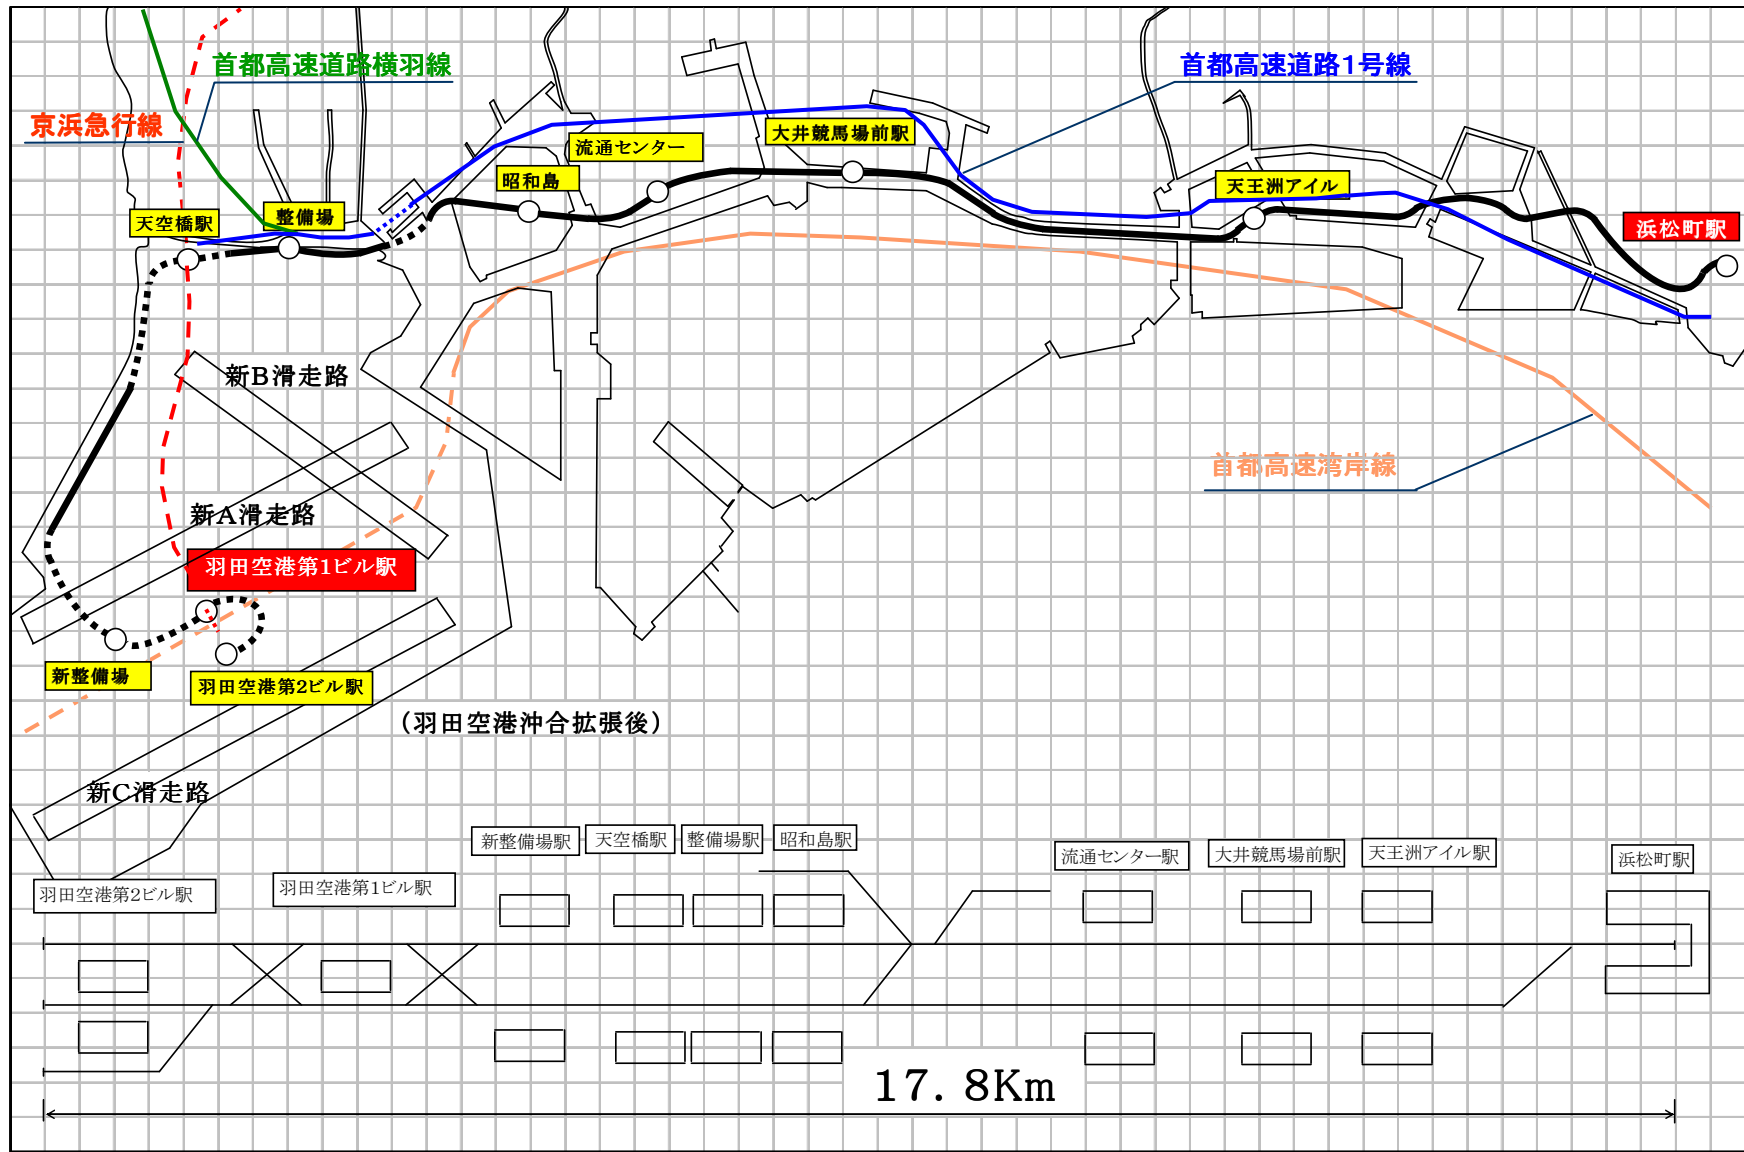 首都高速道路横羽線
首都高速道路1号線
京浜急行線
大井競馬場前駅
流通センター
昭和島
天王洲アイル
整備場
天空橋駅
浜松町駅
新B滑走路
首都高速湾岸線
新A滑走路
羽田空港第1ビル駅
新整備場
羽田空港第2ビル駅
(羽田空港沖合拡張後)
新C滑走路
新整備場駅
天空橋駅
整備場駅
昭和島駅
流通センター駅
大井競馬場前駅
天王洲アイル駅
浜松町駅
羽田空港第2ビル駅
羽田空港第1ビル駅
17.8Km